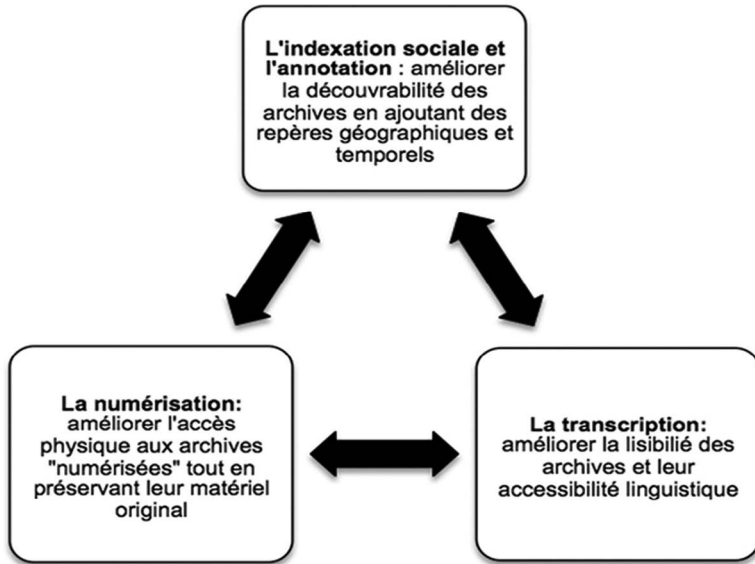 L'indexation sociale et
l'annotation : améliorer
la découvrabilité des
archives en ajoutant des
repères géographiques et
temporels
La numérisation:
améliorer l'accès
physique aux archives
"numérisées" tout en
préservant leur matériel
original
La transcription:
améliorer la lisibilié des
archives et leur
accessibilité linguistique